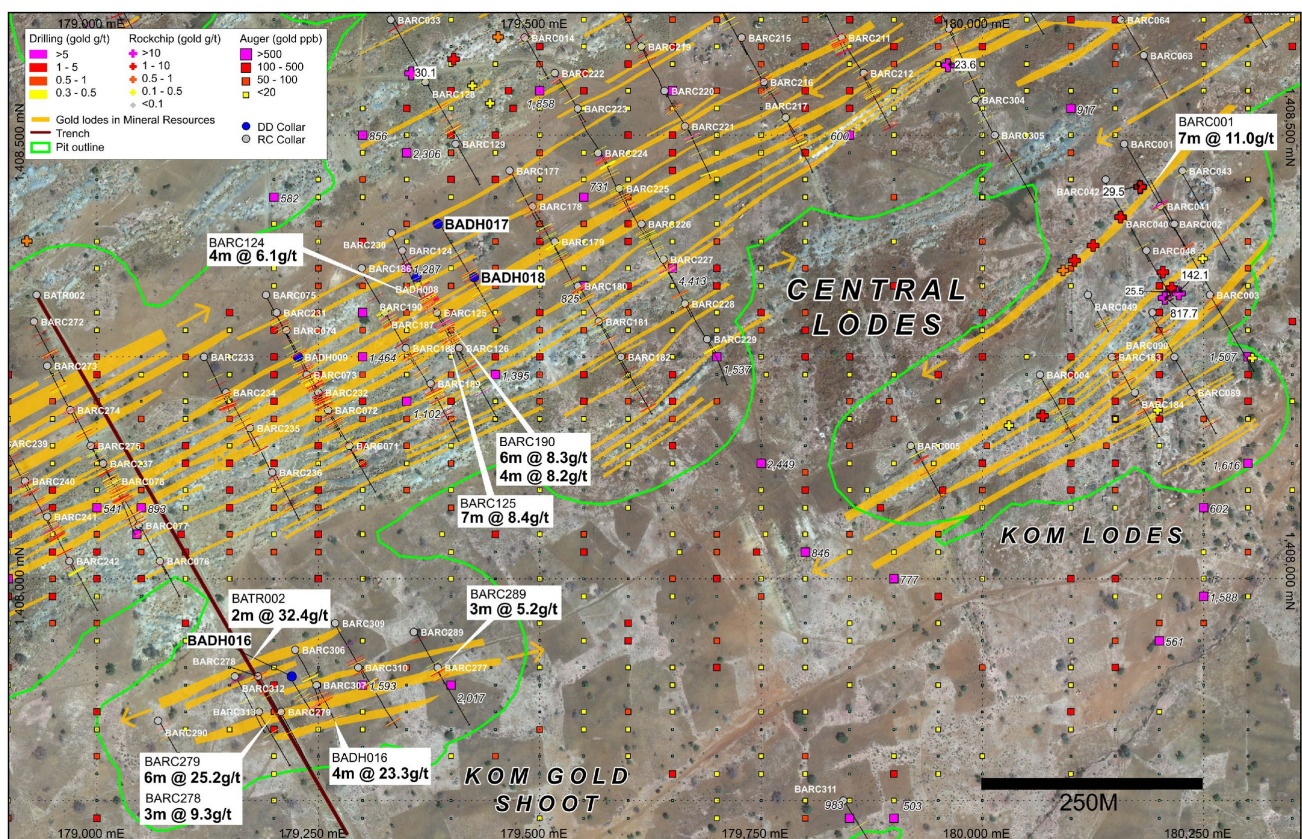 179,000 mE
179,500 mE
180,000 mE
Drilling (gold g/t)
>5
1 - 5
0.5 - 1
0.3 - 0.5
Rockchip (gold g/t)
>10
1 - 10
0.5 - 1
0.1 - 0.5
<0.1
Auger (gold ppb)
>500
100 - 500
50 - 100
<20
Gold lodes in Mineral Resources
Trench
Pit outline
DD Collar
RC Collar
1,408,500 mN
1,408,500 mN
BARC033
BARC014
BARC219
BARC215
BARC211
BARC064
BARC063
30.1
BARC128
BARC222
BARC220
BARC216
BARC212
23.6
1,858
BARC223
BARC217
BARC304
917
856
BARC129
BARC221
600
BARC305
BARC001
2,306
BARC224
BARC001
7m @ 11.0g/t
BARC177
BARC043
582
731
BARC225
BARC042
29.5
BARC178
BARC041
BADH017
BARC226
BARC040
BARC002
BARC230
BARC179
BARC124
4m @ 6.1g/t
BARC124
BARC048
BARC186
1,287
BADH018
BARC227
4,413
142.1
BADH008
BARC180
CENTRAL
LODES
25.5
BATR002
BARC075
825
BARC049
BARC003
BARC190
BARC228
817.7
BARC231
BARC125
BARC272
BARC187
BARC181
BARC074
BARC229
BARC233
BADH009
BARC126
BARC090
BARC273
1,464
BARC182
1,537
BARC183
1,507
BARC073
1,395
BARC004
BARC234
BARC232
BARC189
BARC089
BARC274
BARC072
1,102
BARC184
BARC235
BARC239
BARC275
BARC071
BARC005
BARC190
6m @ 8.3g/t
4m @ 8.2g/t
BARC237
2,449
1,616
BARC240
BARC078
BARC236
BARC125
7m @ 8.4g/t
541
893
602
BARC241
BARC077
KOM LODES
BARC242
BARC076
846
777
1,408,000 mN
1,408,000 mN
BATR002
2m @ 32.4g/t
BARC289
3m @ 5.2g/t
1,588
BADH016
BARC309
BARC289
561
BARC306
BARC278
BARC310
BARC277
BARC312
BARC307
1,593
2,017
BARC313
BARC279
BARC290
BARC279
6m @ 25.2g/t
BARC278
3m @ 9.3g/t
BADH016
4m @ 23.3g/t
KOM GOLD
SHOOT
250M
BARC311
983
503
179,000 mE
179,250 mE
179,500 mE
179,750 mE
180,000 mE
180,250 mE